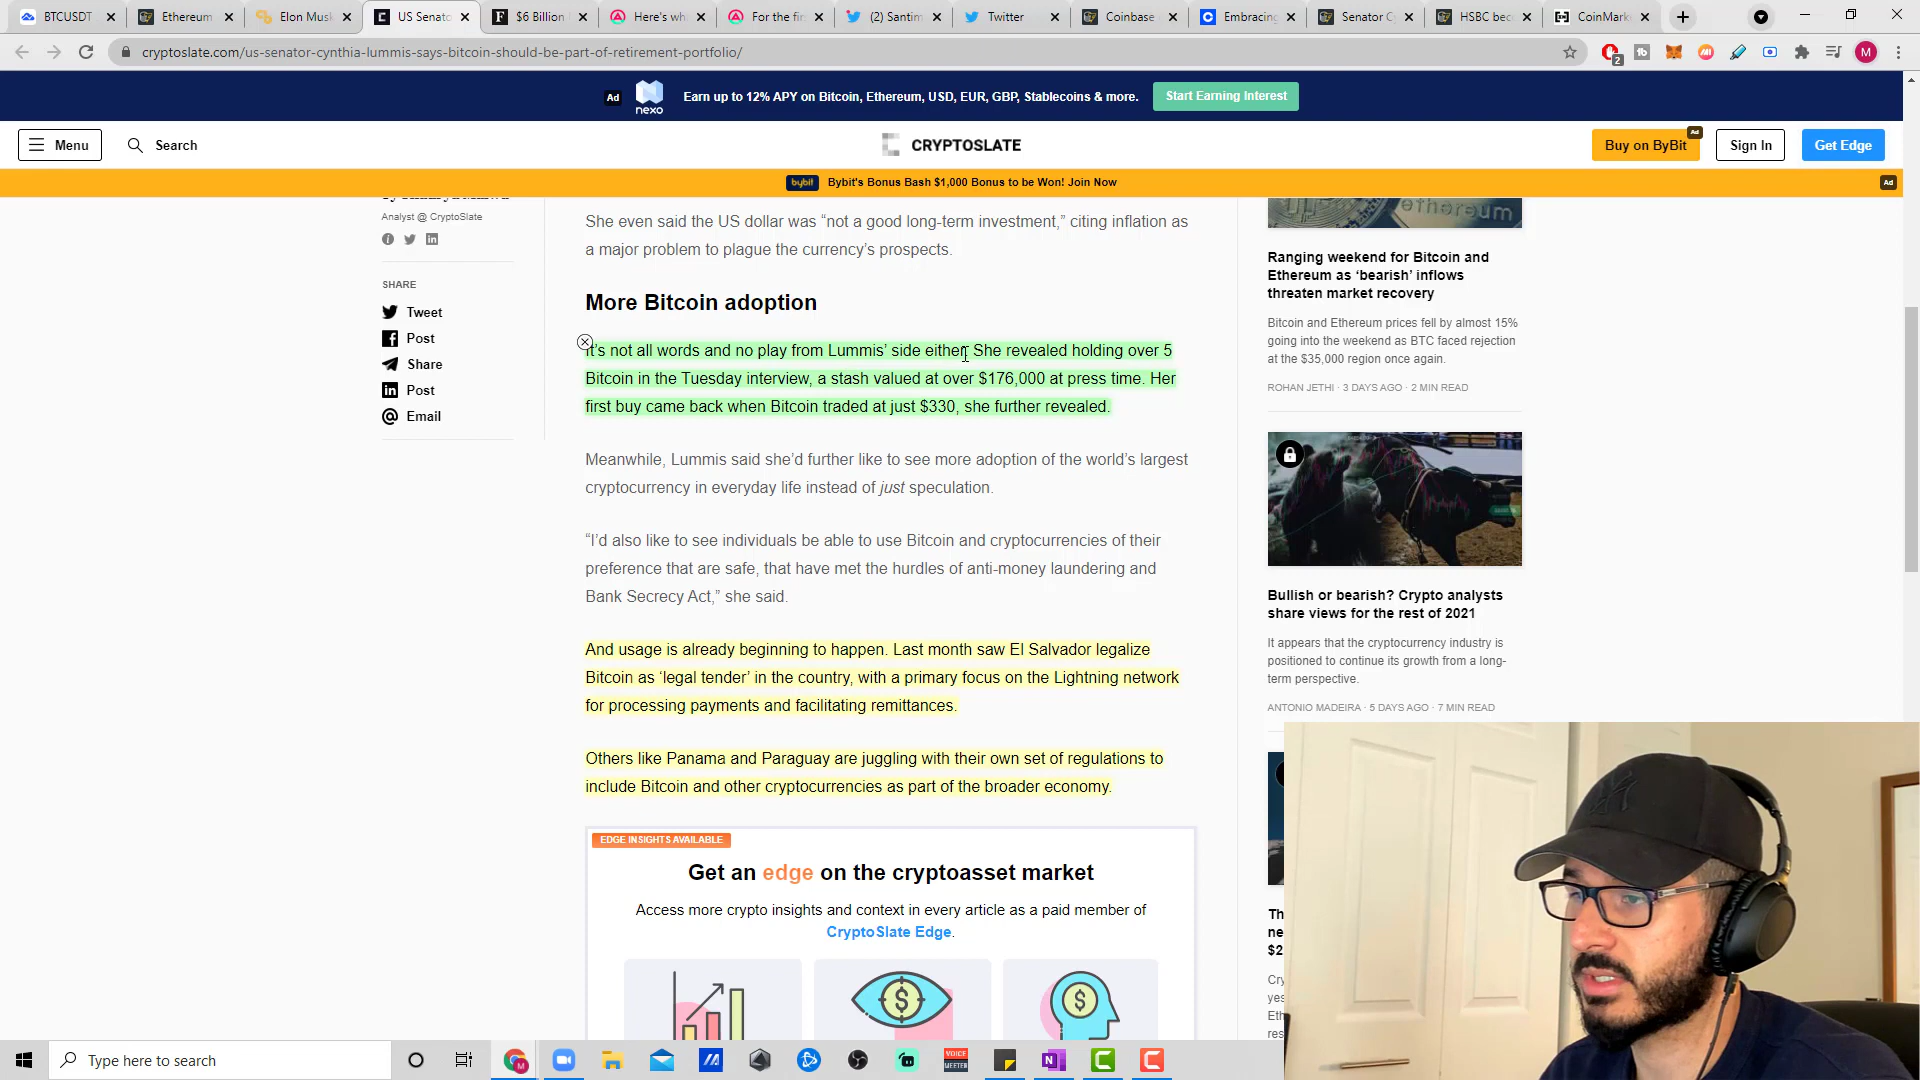 BTCUSDT
Ethereum
Elon Musk
US Senato
$6 Billion
Here's wh
For the fir
(2) Santim
Twitter
Coinbase
Embracing
Senator C
HSBC bec
CoinMark
cryptoslate.com/us-senator-cynthia-lummis-says-bitcoin-should-be-part-of-retirement-portfolio/
2
M
Ad
nexo
Earn up to 12% APY on Bitcoin, Ethereum, USD, EUR, GBP, Stablecoins & more.
Start Earning Interest
Menu
Search
CRYPTOSLATE
Buy on ByBit
Ad
Sign In
Get Edge
bybit
Bybit's Bonus Bash $1,000 Bonus to be Won! Join Now
Ad
Analyst @ CryptoSlate
SHARE
Tweet
Post
Share
Post
Email
She even said the US dollar was “not a good long-term investment,” citing inflation as
a major problem to plague the currency’s prospects.
More Bitcoin adoption
It’s not all words and no play from Lummis’ side either. She revealed holding over 5
Bitcoin in the Tuesday interview, a stash valued at over $176,000 at press time. Her
first buy came back when Bitcoin traded at just $330, she further revealed.
Meanwhile, Lummis said she’d further like to see more adoption of the world’s largest
cryptocurrency in everyday life instead of just speculation.
“I’d also like to see individuals be able to use Bitcoin and cryptocurrencies of their
preference that are safe, that have met the hurdles of anti-money laundering and
Bank Secrecy Act,” she said.
And usage is already beginning to happen. Last month saw El Salvador legalize
Bitcoin as ‘legal tender’ in the country, with a primary focus on the Lightning network
for processing payments and facilitating remittances.
Others like Panama and Paraguay are juggling with their own set of regulations to
include Bitcoin and other cryptocurrencies as part of the broader economy.
EDGE INSIGHTS AVAILABLE
Get an edge on the cryptoasset market
Access more crypto insights and context in every article as a paid member of
CryptoSlate Edge.
ethereum
Ranging weekend for Bitcoin and
Ethereum as ‘bearish’ inflows
threaten market recovery
Bitcoin and Ethereum prices fell by almost 15%
going into the weekend as BTC faced rejection
at the $35,000 region once again.
ROHAN JETHI · 3 DAYS AGO · 2 MIN READ
Bullish or bearish? Crypto analysts
share views for the rest of 2021
It appears that the cryptocurrency industry is
positioned to continue its growth from a long-
term perspective.
ANTONIO MADEIRA · 5 DAYS AGO · 7 MIN READ
Th
ne
$2
Cry
yes
Eth
res
Type here to search
VOICE
MEETER